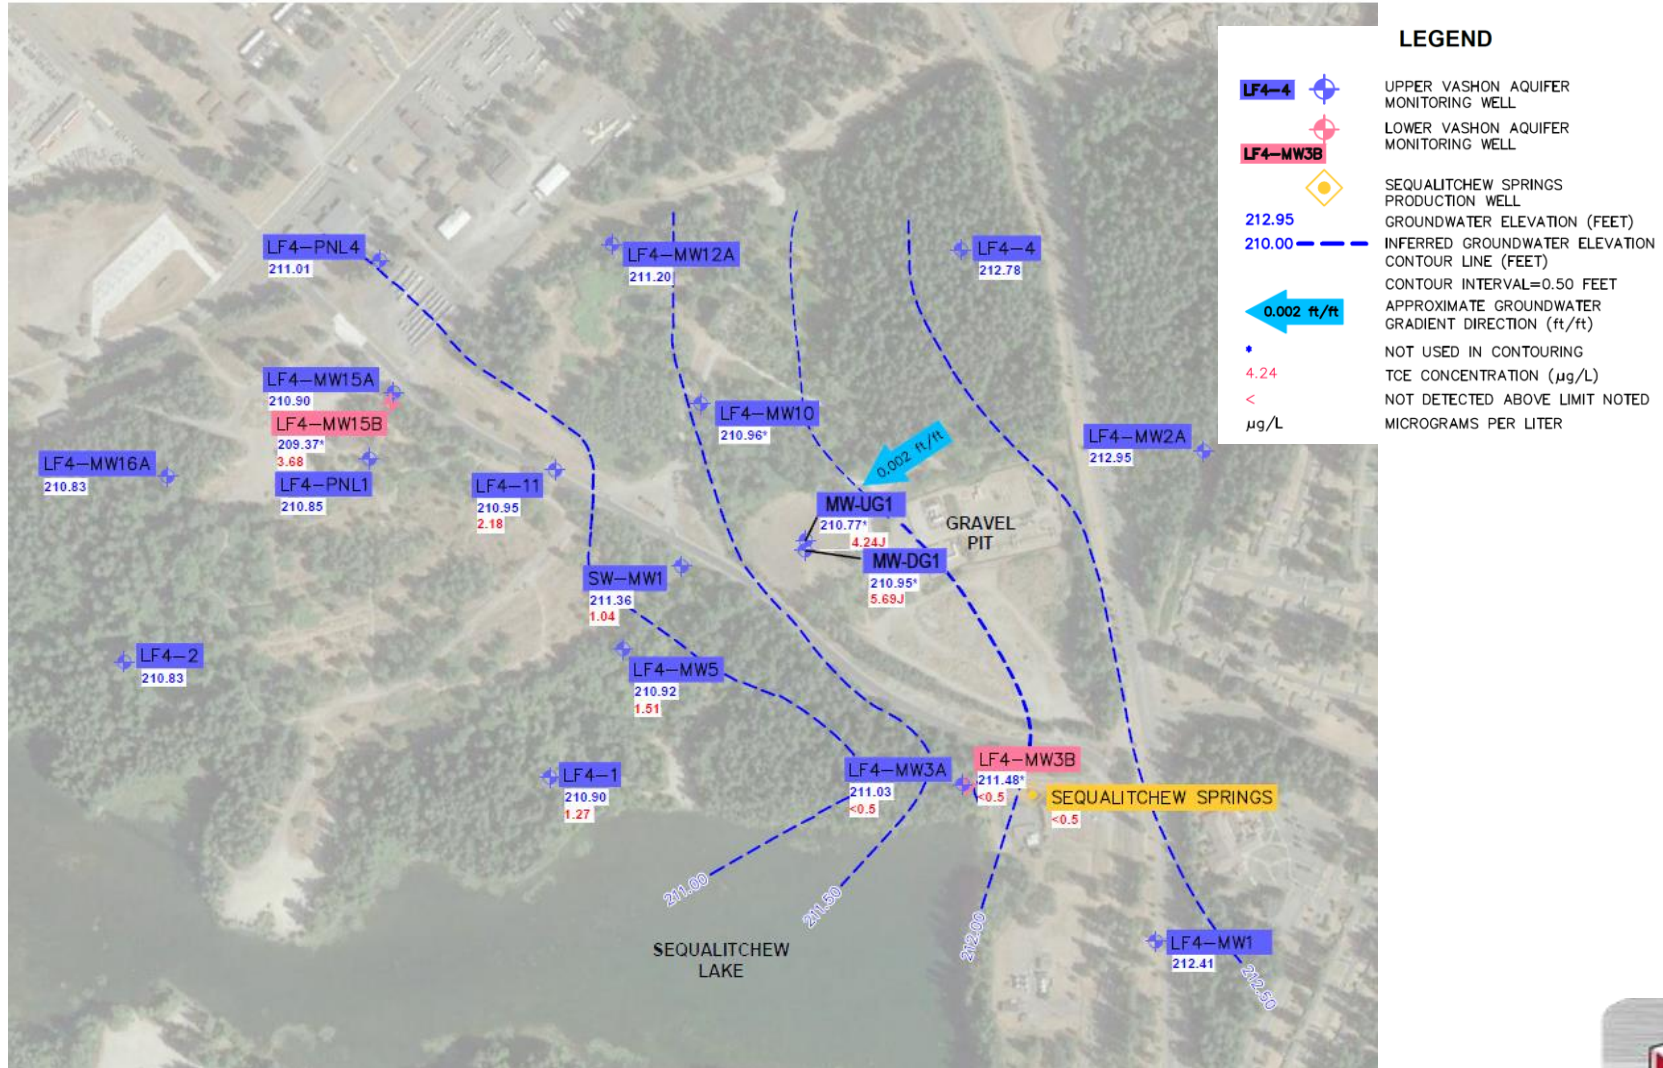 LEGEND
LF4-4
UPPER VASHON AQUIFER
MONITORING WELL
LOWER VASHON AQUIFER
MONITORING WELL
LF4-MW3B
SEQUALITCHEW SPRINGS
PRODUCTION WELL
212.95
GROUNDWATER ELEVATION (FEET)
210.00
INFERRED GROUNDWATER ELEVATION
CONTOUR LINE (FEET)
CONTOUR INTERVAL=0.50 FEET
0.002 ft/ft
APPROXIMATE GROUNDWATER
GRADIENT DIRECTION (ft/ft)
*
NOT USED IN CONTOURING
4.24
TCE CONCENTRATION (µg/L)
<
NOT DETECTED ABOVE LIMIT NOTED
µg/L
MICROGRAMS PER LITER
LF4-PNL4
211.01
LF4-MW12A
211.20
LF4-4
212.78
LF4-MW15A
210.90
LF4-MW15B
209.37*
3.68
LF4-PNL1
210.85
LF4-MW16A
210.83
LF4-11
210.95
2.18
LF4-MW10
210.96*
0.002 ft/ft
LF4-MW2A
212.95
MW-UG1
210.77*
4.24J
MW-DG1
210.95*
5.69J
GRAVEL
PIT
SW-MW1
211.36
1.04
LF4-2
210.83
LF4-MW5
210.92
1.51
LF4-1
210.90
1.27
LF4-MW3A
211.03
<0.5
LF4-MW3B
211.48*
<0.5
SEQUALITCHEW SPRINGS
<0.5
211.00
211.50
212.00
LF4-MW1
212.41
212.50
SEQUALITCHEW
LAKE